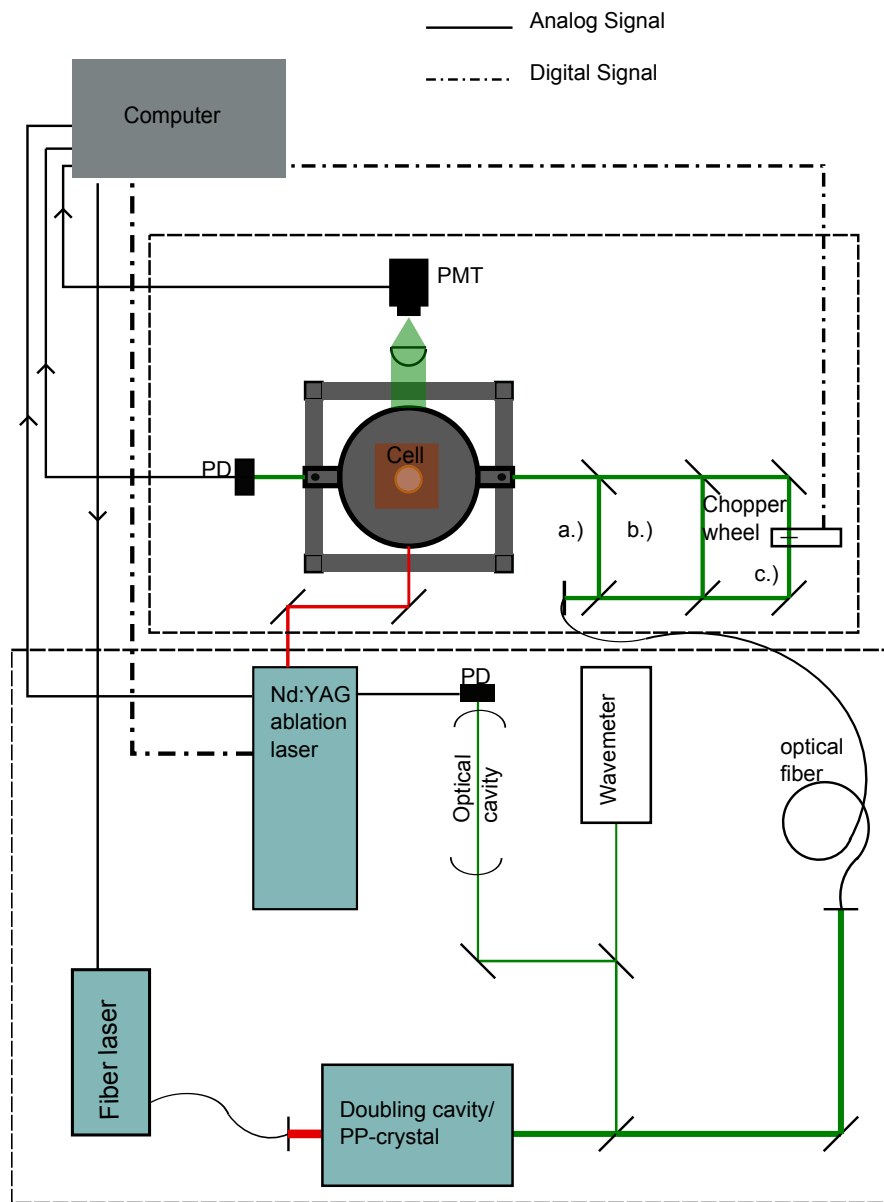 Analog Signal
Digital Signal
Computer
PMT
Cell
PD
a.)
b.)
Chopper
wheel
c.)
Nd:YAG
ablation
laser
PD
Optical
cavity
Wavemeter
optical
fiber
Fiber laser
Doubling cavity/
PP-crystal